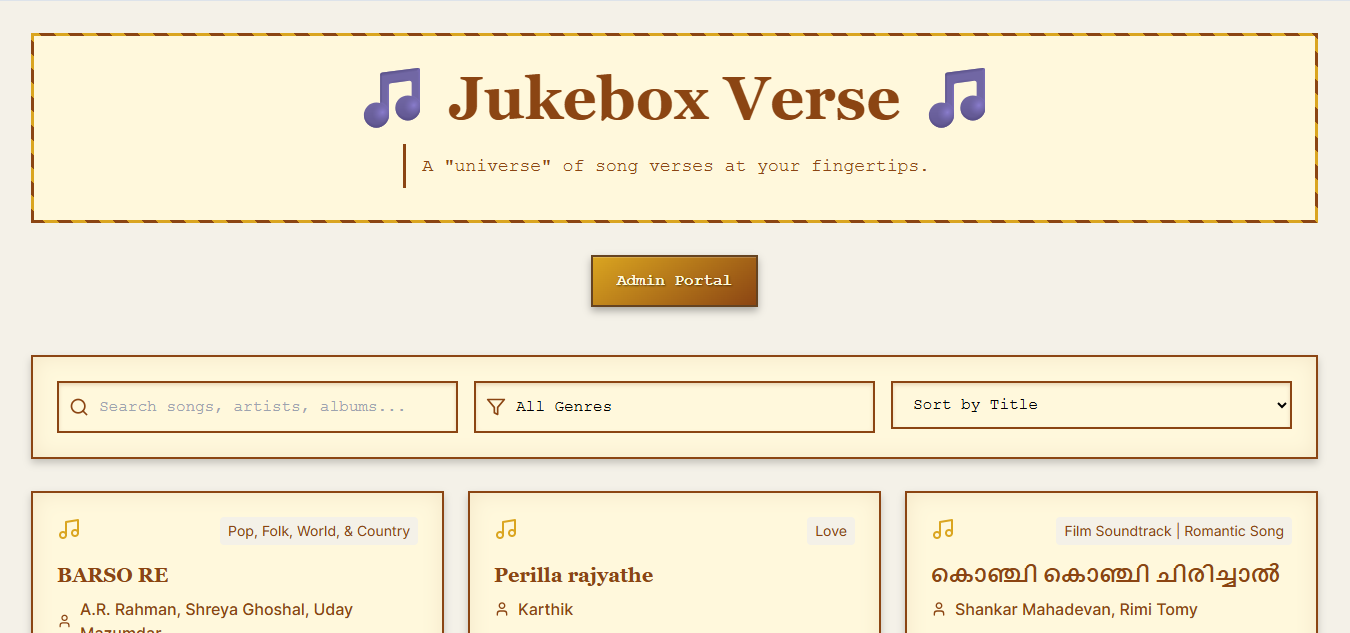 Jukebox Verse
A "universe" of song verses at your fingertips.
Admin Portal
Search songs, artists, albums...
All Genres
Sort by Title
Pop, Folk, World, & Country
BARSO RE
A.R. Rahman, Shreya Ghoshal, Uday
Mazumdar
Love
Perilla rajyathe
Karthik
Film Soundtrack | Romantic Song
കൊഞ്ചി കൊഞ്ചി ചിരിച്ചാൽ
Shankar Mahadevan, Rimi Tomy